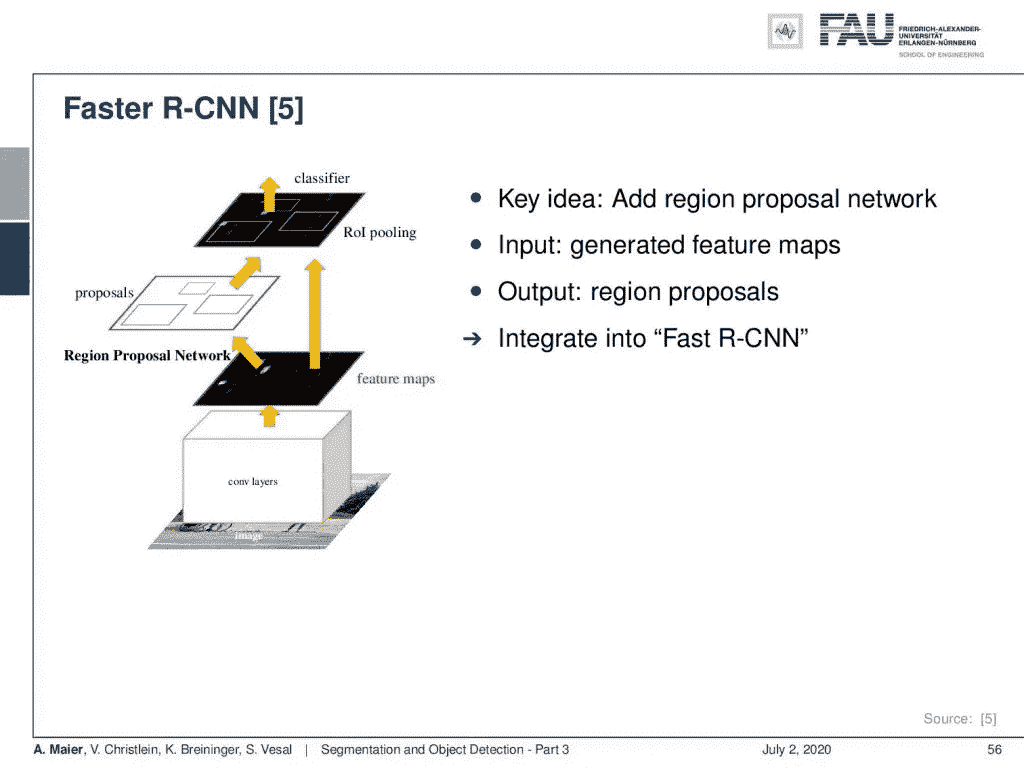 FAU
FRIEDRICH-ALEXANDER-
UNIVERSITÄT
ERLANGEN-NÜRNBERG
SCHOOL OF ENGINEERING
Faster R-CNN [5]
classifier
RoI pooling
proposals
Region Proposal Network
feature maps
conv layers
image
• Key idea: Add region proposal network
• Input: generated feature maps
• Output: region proposals
➔ Integrate into “Fast R-CNN”
Source: [5]
A. Maier, V. Christlein, K. Breininger, S. Vesal | Segmentation and Object Detection - Part 3 July 2, 2020 56